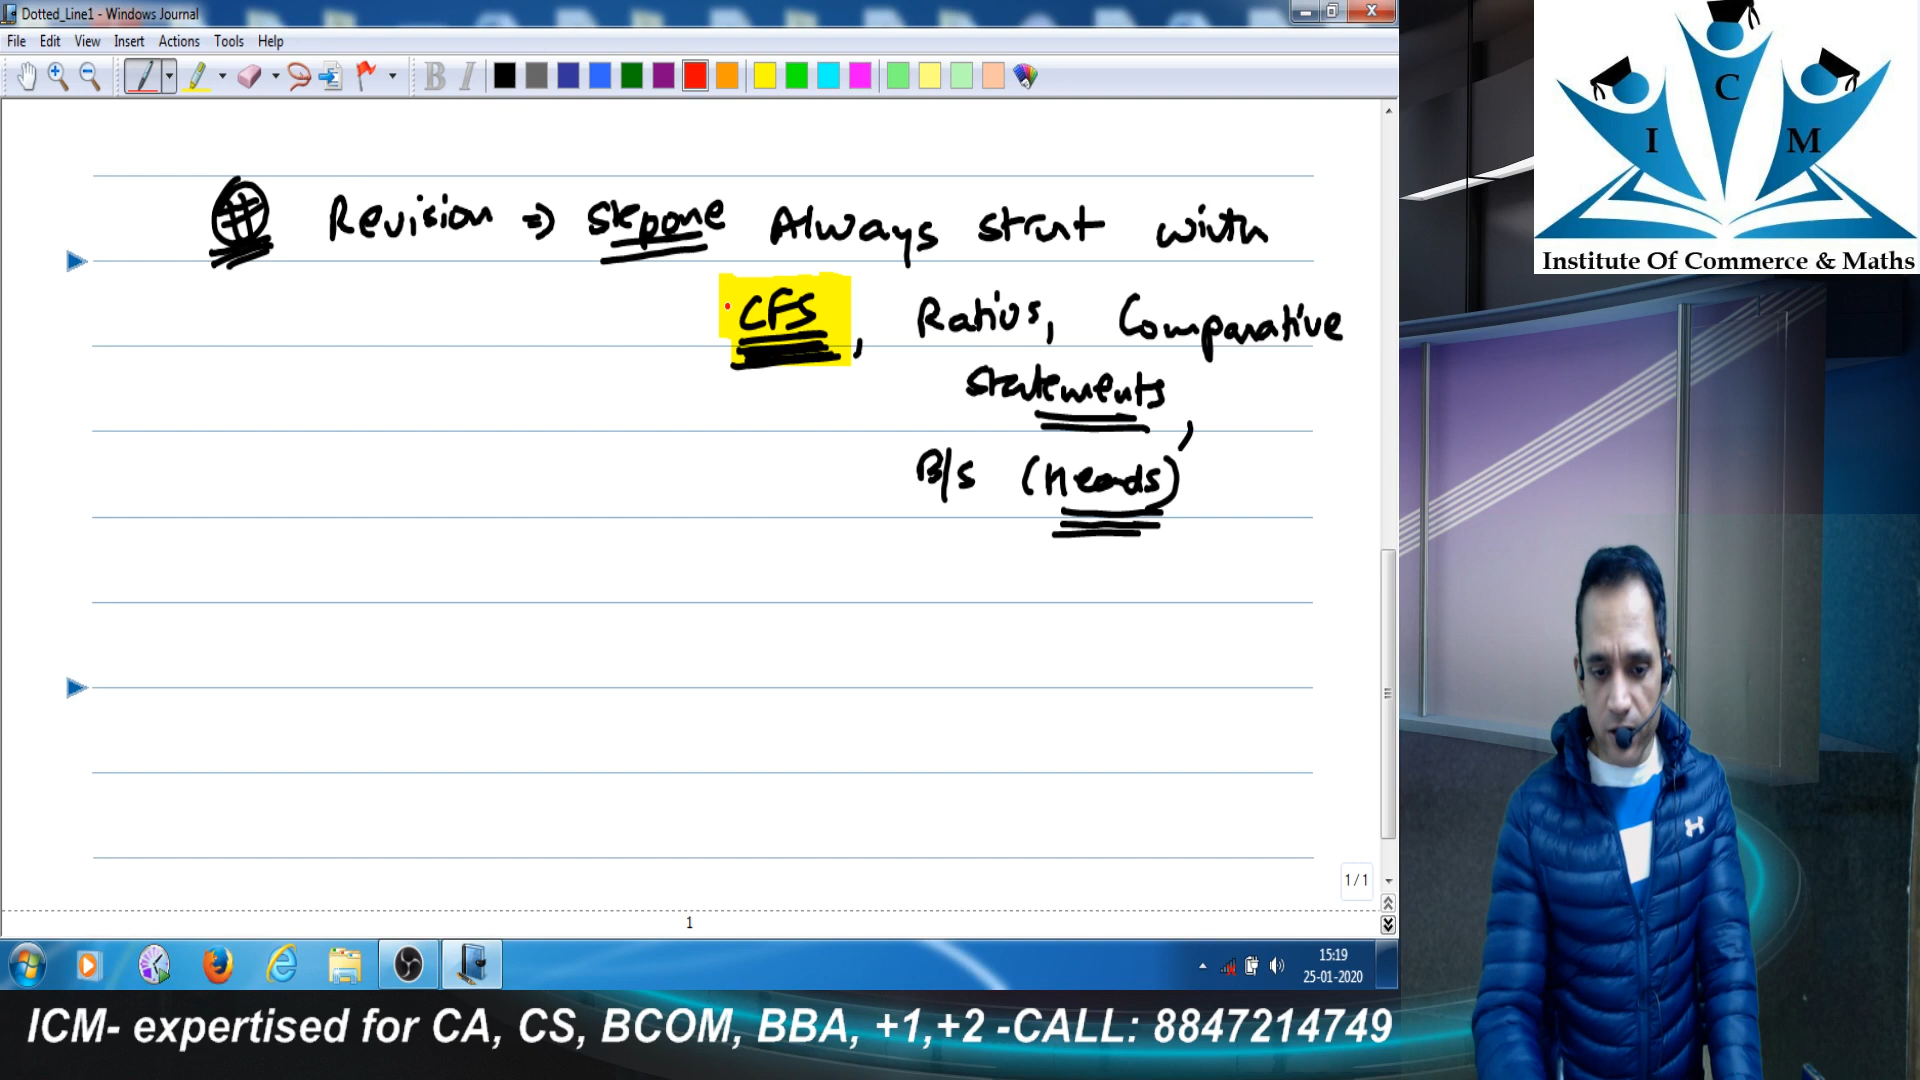 Dotted_Line1 - Windows Journal
File Edit View Insert Actions Tools Help
B I
Revision => Stepone Always start with
CFS, Ratios, Comparative
Statements,
B/S (Heads)
1/1
1
15:19
25-01-2020
I C M
Institute Of Commerce & Maths
ICM- expertised for CA, CS, BCOM, BBA, +1,+2 -CALL: 8847214749